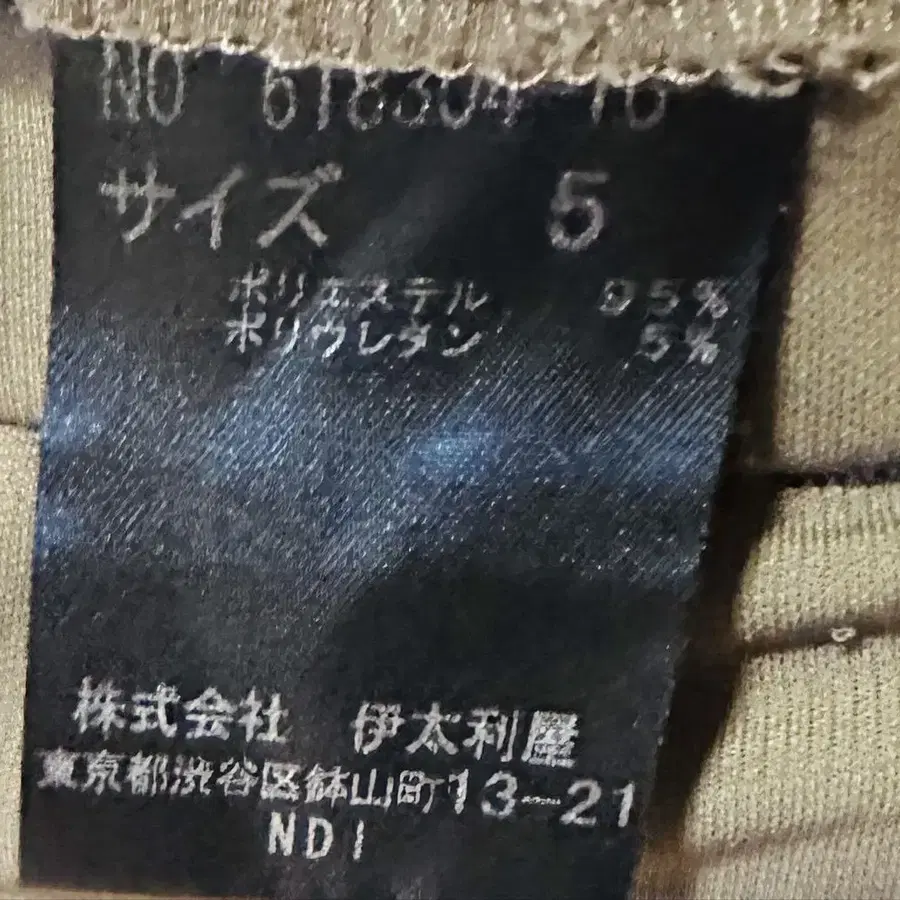 NO 618304 16
サイズ 5
ポリエステル 95%
ポリウレタン 5%
株式会社 伊太利屋
東京都渋谷区鉢山町13-21
NDI